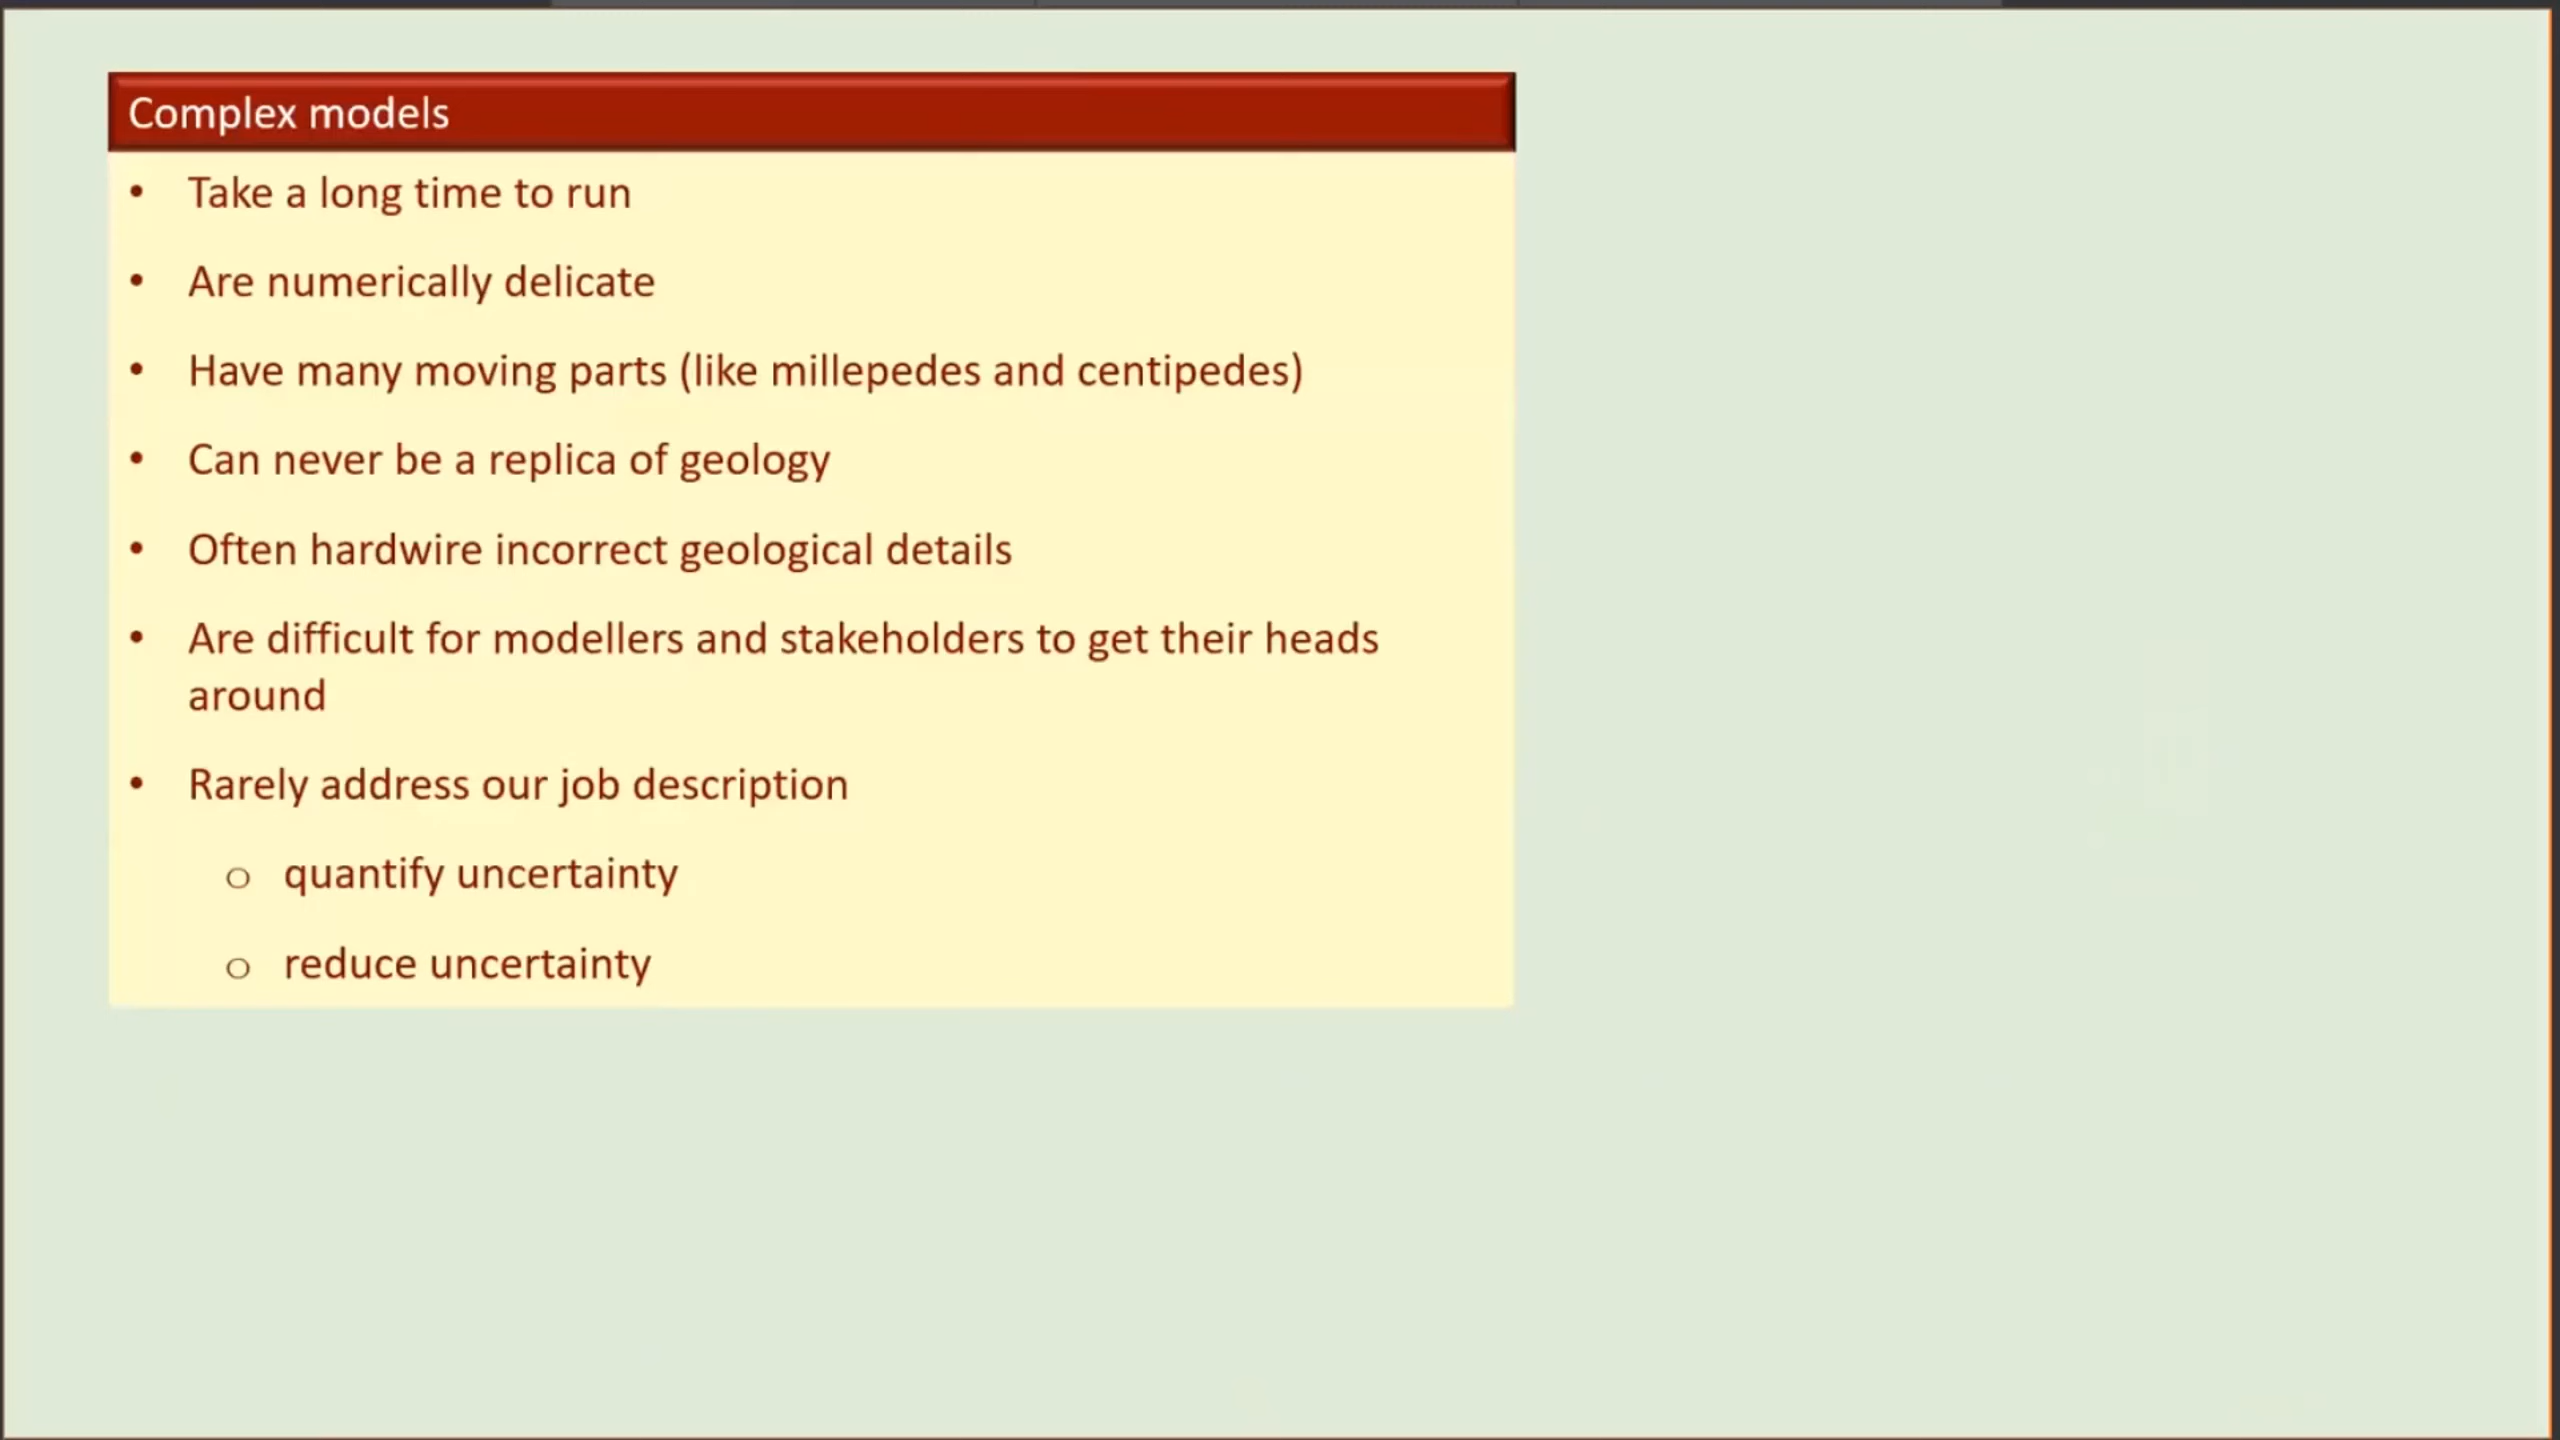 Complex models
• Take a long time to run
• Are numerically delicate
• Have many moving parts (like millepedes and centipedes)
• Can never be a replica of geology
• Often hardwire incorrect geological details
• Are difficult for modellers and stakeholders to get their heads
around
• Rarely address our job description
o quantify uncertainty
o reduce uncertainty